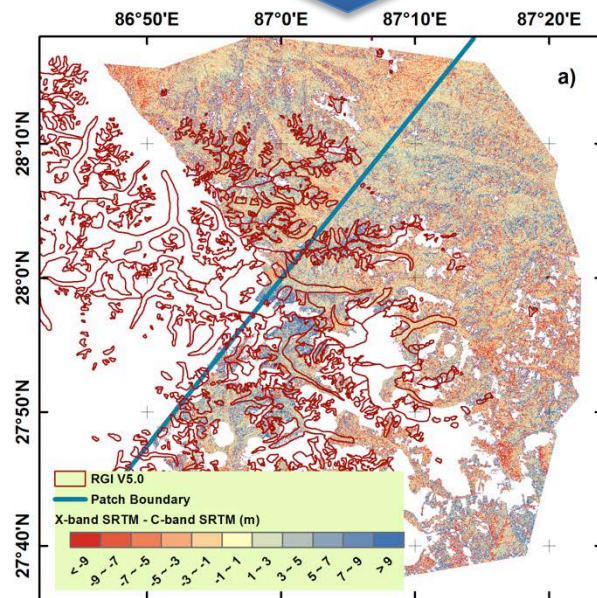 86°50'E 87°0'E 87°10'E 87°20'E
a)
28°10'N
28°0'N
27°50'N
27°40'N
RGI V5.0
Patch Boundary
X-band SRTM - C-band SRTM (m)
< -9 -9 ~ -7 -7 ~ -5 -5 ~ -3 -3 ~ -1 -1 ~ 1 1 ~ 3 3 ~ 5 5 ~ 7 7 ~ 9 > 9